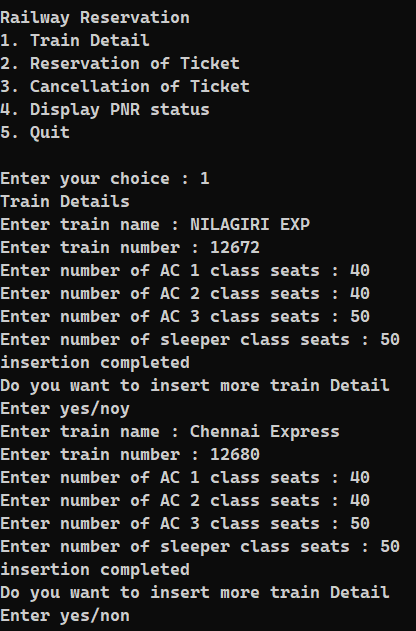 Railway Reservation
1. Train Detail
2. Reservation of Ticket
3. Cancellation of Ticket
4. Display PNR status
5. Quit
Enter your choice : 1
Train Details
Enter train name : NILAGIRI EXP
Enter train number : 12672
Enter number of AC 1 class seats : 40
Enter number of AC 2 class seats : 40
Enter number of AC 3 class seats : 50
Enter number of sleeper class seats : 50
insertion completed
Do you want to insert more train Detail
Enter yes/noy
Enter train name : Chennai Express
Enter train number : 12680
Enter number of AC 1 class seats : 40
Enter number of AC 2 class seats : 40
Enter number of AC 3 class seats : 50
Enter number of sleeper class seats : 50
insertion completed
Do you want to insert more train Detail
Enter yes/non